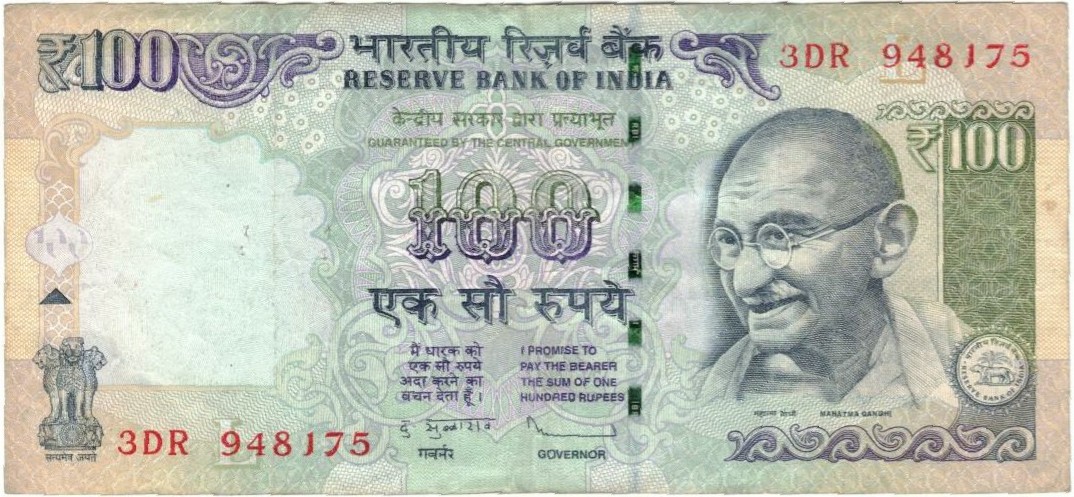 ₹100
भारतीय रिज़र्व बैंक
RESERVE BANK OF INDIA
3DR 948175
केन्द्रीय सरकार द्वारा प्रत्याभूत
GUARANTEED BY THE CENTRAL GOVERNMENT
₹100
100
एक सौ रुपये
मैं धारक को
एक सौ रुपये
अदा करने का
वचन देता हूँ।
I PROMISE TO
PAY THE BEARER
THE SUM OF ONE
HUNDRED RUPEES
महात्मा गांधी MAHATMA GANDHI
भारतीय रिज़र्व बैंक
RESERVE BANK OF INDIA
सत्यमेव जयते
3DR 948175
L
गवर्नर
GOVERNOR
L